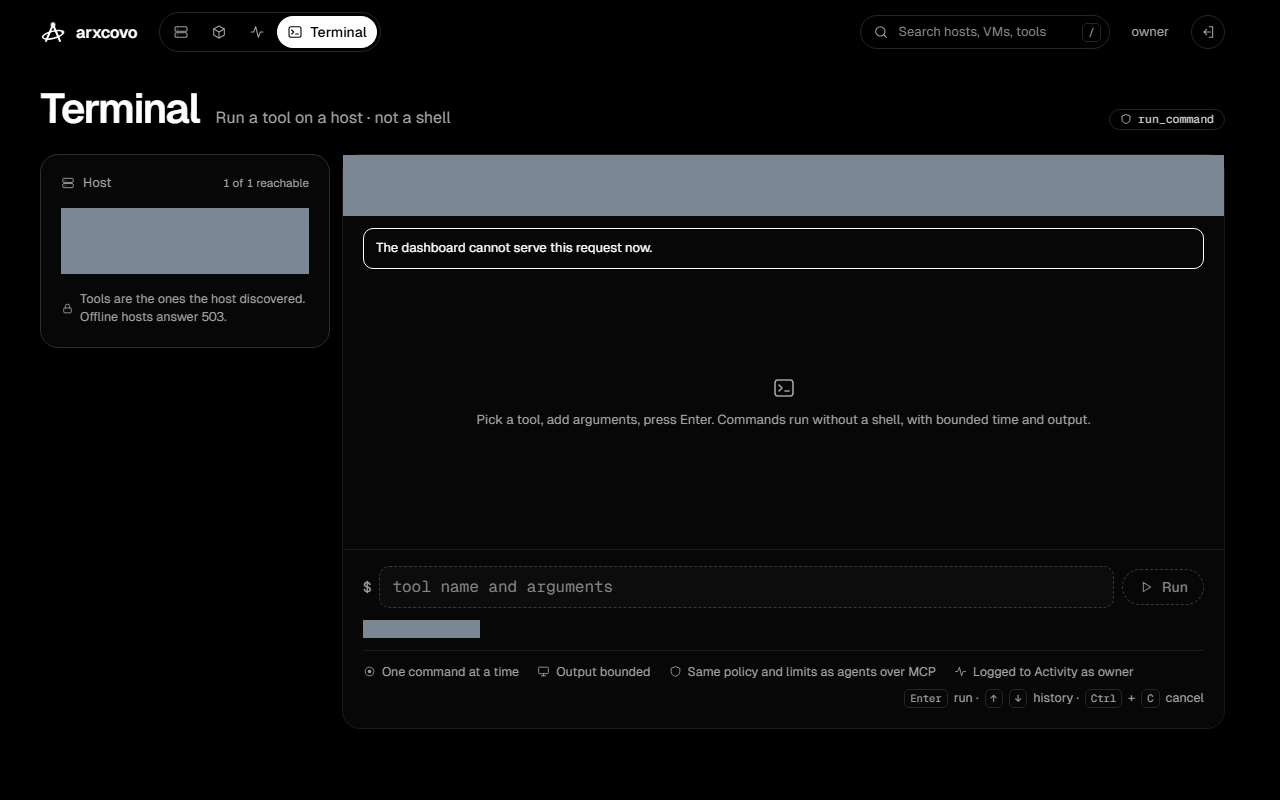 arxcovo
Terminal
Search hosts, VMs, tools
/
owner
Terminal
Run a tool on a host · not a shell
run_command
Host
1 of 1 reachable
Tools are the ones the host discovered.
Offline hosts answer 503.
The dashboard cannot serve this request now.
Pick a tool, add arguments, press Enter. Commands run without a shell, with bounded time and output.
$
tool name and arguments
Run
One command at a time
Output bounded
Same policy and limits as agents over MCP
Logged to Activity as owner
Enter run · ↑ ↓ history · Ctrl + C cancel